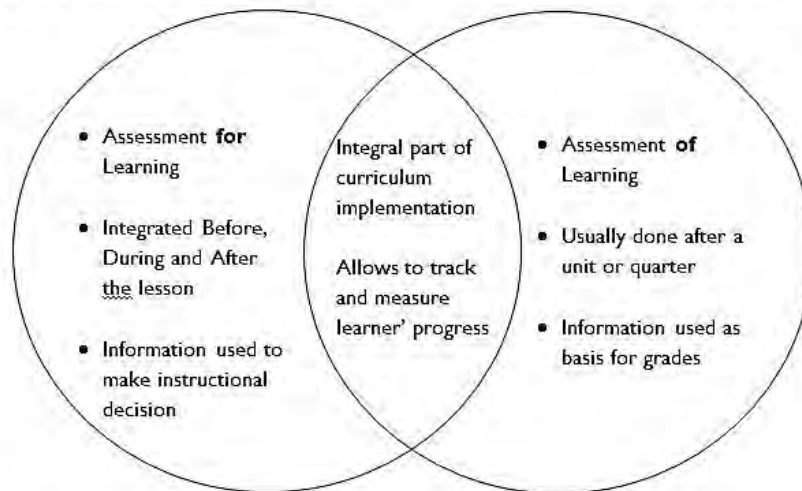 • Assessment for
Learning
• Integrated Before,
During and After
the lesson
• Information used to
make instructional
decision
Integral part of
curriculum
implementation
Allows to track
and measure
learner' progress
• Assessment of
Learning
• Usually done after a
unit or quarter
• Information used as
basis for grades